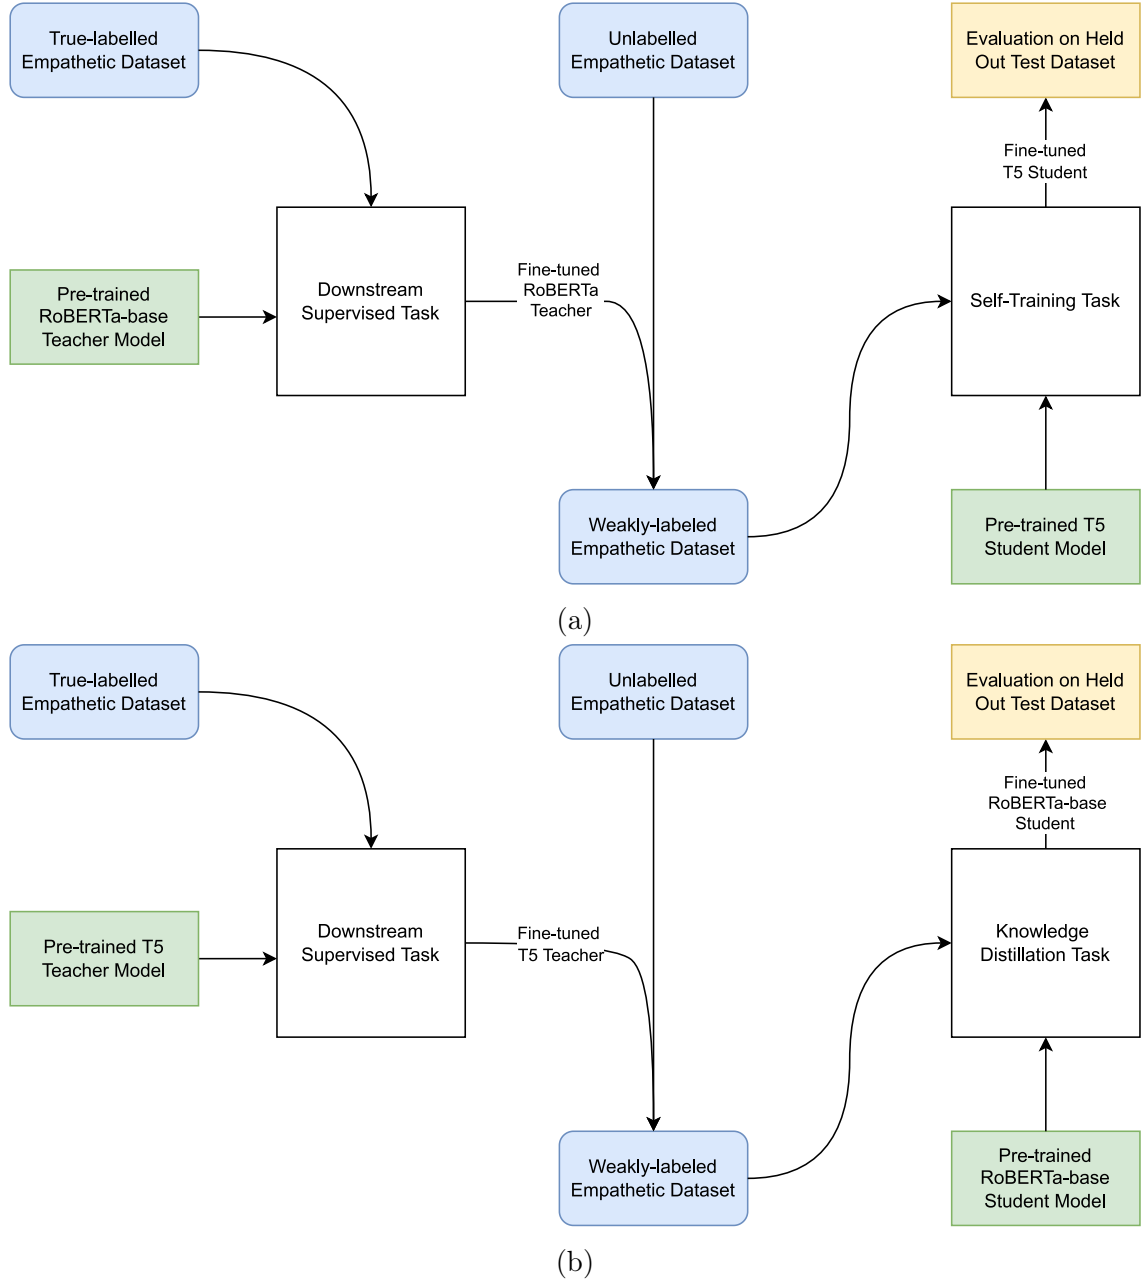 True-labelled
Empathetic Dataset
Unlabelled
Empathetic Dataset
Evaluation on Held
Out Test Dataset
Fine-tuned
T5 Student
Pre-trained
RoBERTa-base
Teacher Model
Downstream
Supervised Task
Fine-tuned
RoBERTa
Teacher
Self-Training Task
Weakly-labeled
Empathetic Dataset
Pre-trained T5
Student Model
(a)
True-labelled
Empathetic Dataset
Unlabelled
Empathetic Dataset
Evaluation on Held
Out Test Dataset
Fine-tuned
RoBERTa-base
Student
Pre-trained T5
Teacher Model
Downstream
Supervised Task
Fine-tuned
T5 Teacher
Knowledge
Distillation Task
Weakly-labeled
Empathetic Dataset
Pre-trained
RoBERTa-base
Student Model
(b)